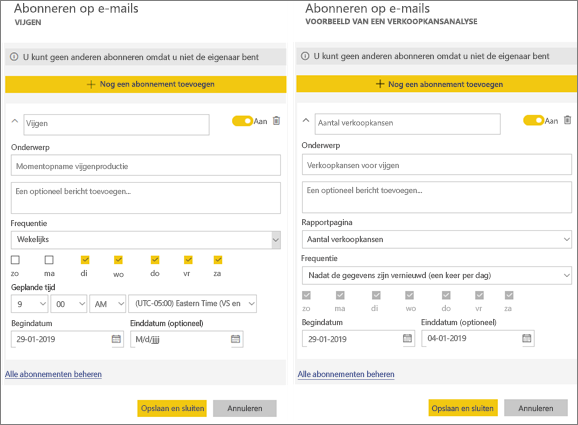 Abonneren op e-mails
VIJGEN
U kunt geen anderen abonneren omdat u niet de eigenaar bent
Nog een abonnement toevoegen
Vijgen
Aan
Onderwerp
Momentopname vijgenproductie
Een optioneel bericht toevoegen...
Frequentie
Wekelijks
zo ma di wo do vr za
Geplande tijd
9 00 AM (UTC-05:00) Eastern Time (VS en
Begindatum Einddatum (optioneel)
29-01-2019 M/d/jjjj
Alle abonnementen beheren
Opslaan en sluiten Annuleren
Abonneren op e-mails
VOORBEELD VAN EEN VERKOOPKANSANALYSE
U kunt geen anderen abonneren omdat u niet de eigenaar bent
Nog een abonnement toevoegen
Aantal verkoopkansen
Aan
Onderwerp
Verkoopkansen voor vijgen
Een optioneel bericht toevoegen...
Rapportpagina
Aantal verkoopkansen
Frequentie
Nadat de gegevens zijn vernieuwd (een keer per dag)
zo ma di wo do vr za
Begindatum Einddatum (optioneel)
29-01-2019 04-01-2019
Alle abonnementen beheren
Opslaan en sluiten Annuleren